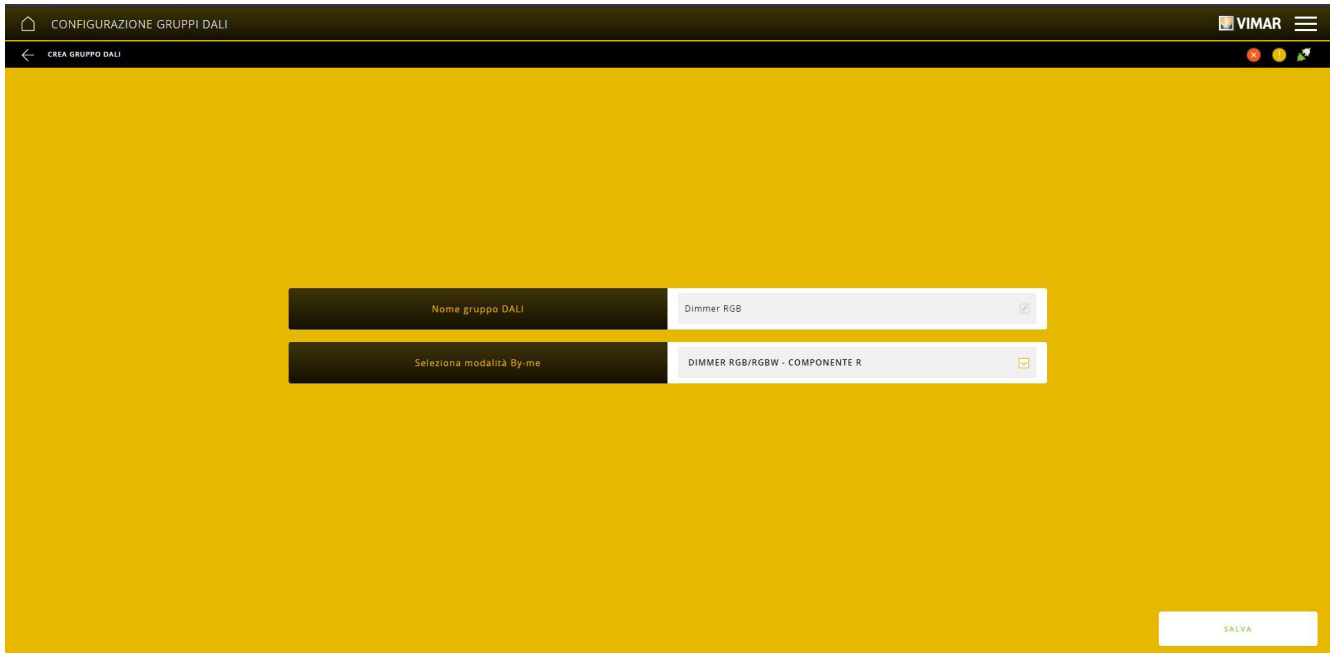 CONFIGURAZIONE GRUPPI DALI
VIMAR
CREA GRUPPO DALI
Nome gruppo DALI
Dimmer RGB
Seleziona modalità By-me
DIMMER RGB/RGBW - COMPONENTE R
SALVA